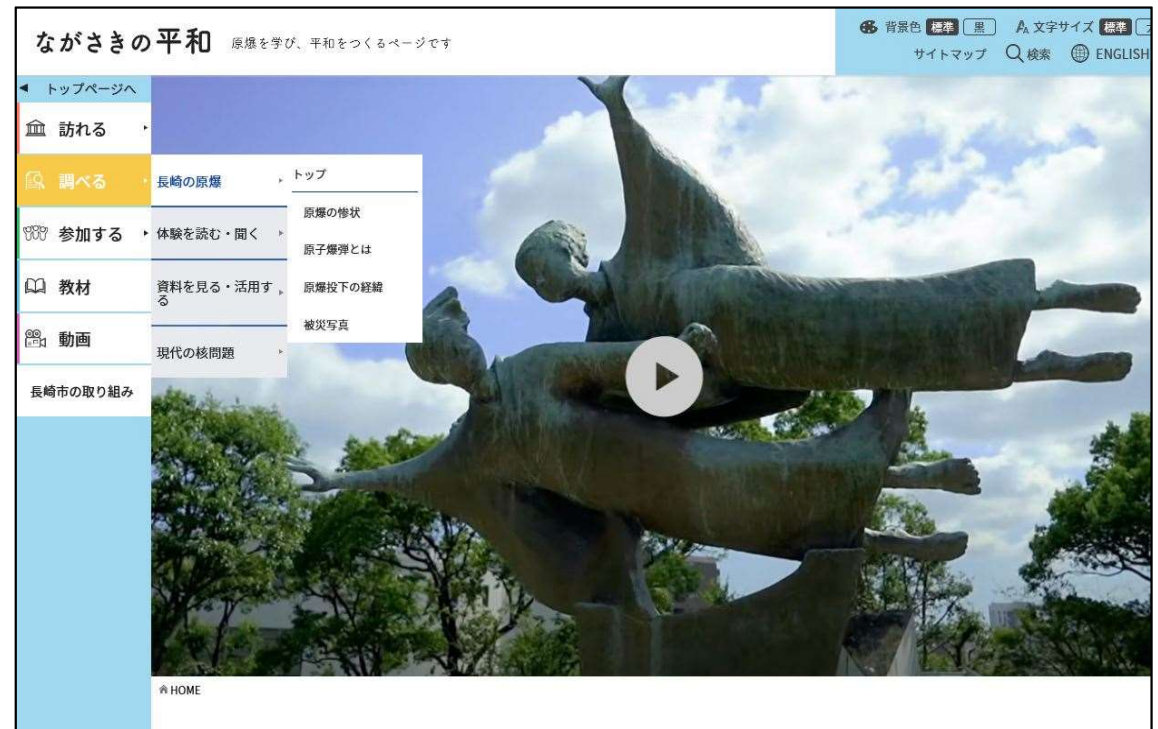 ながさきの平和 原爆を学び、平和をつくるページです
背景色 標準 黒 文字サイズ 標準
サイトマップ 検索 ENGLISH
トップページへ
訪れる
調べる
参加する
教材
動画
長崎市の取り組み
長崎の原爆
体験を読む・聞く
資料を見る・活用す
る
現代の核問題
トップ
原爆の惨状
原子爆弾とは
原爆投下の経緯
被災写真
HOME